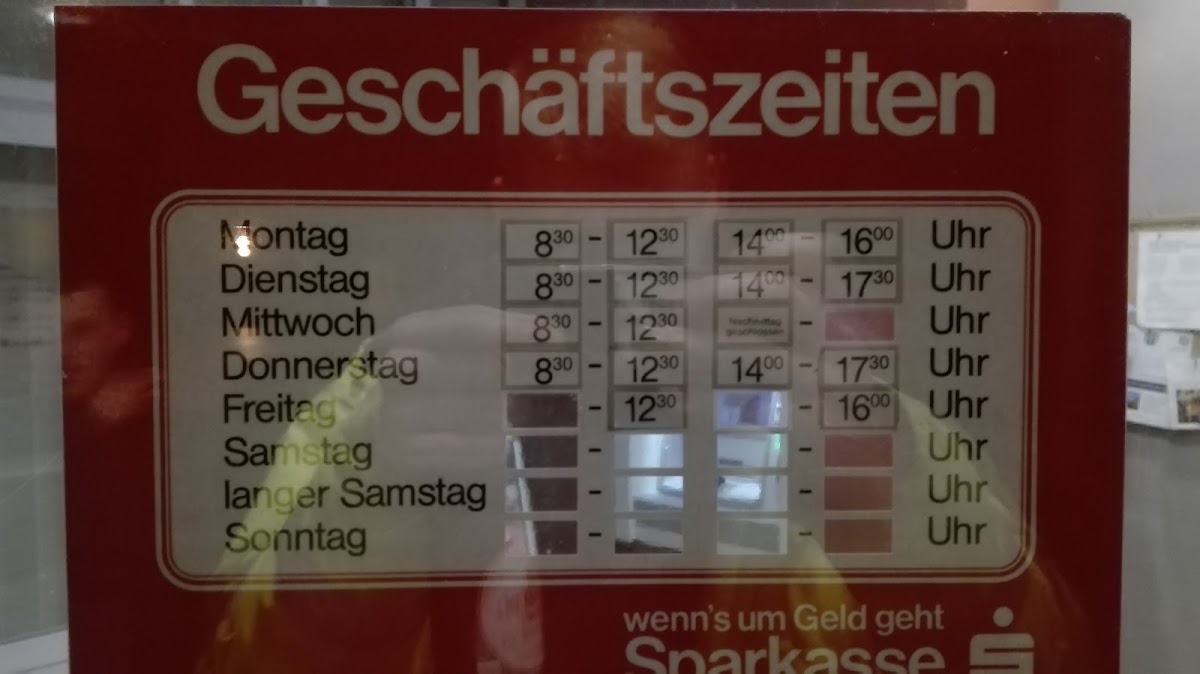 Geschäftszeiten
Montag 8³⁰ - 12³⁰ 14⁰⁰ - 16⁰⁰ Uhr
Dienstag 8³⁰ - 12³⁰ 14⁰⁰ - 17³⁰ Uhr
Mittwoch 8³⁰ - 12³⁰ Nachmittag geschlossen - Uhr
Donnerstag 8³⁰ - 12³⁰ 14⁰⁰ - 17³⁰ Uhr
Freitag - 12³⁰ - 16⁰⁰ Uhr
Samstag - - Uhr
langer Samstag - - Uhr
Sonntag - - Uhr
wenn's um Geld geht
Sparkasse